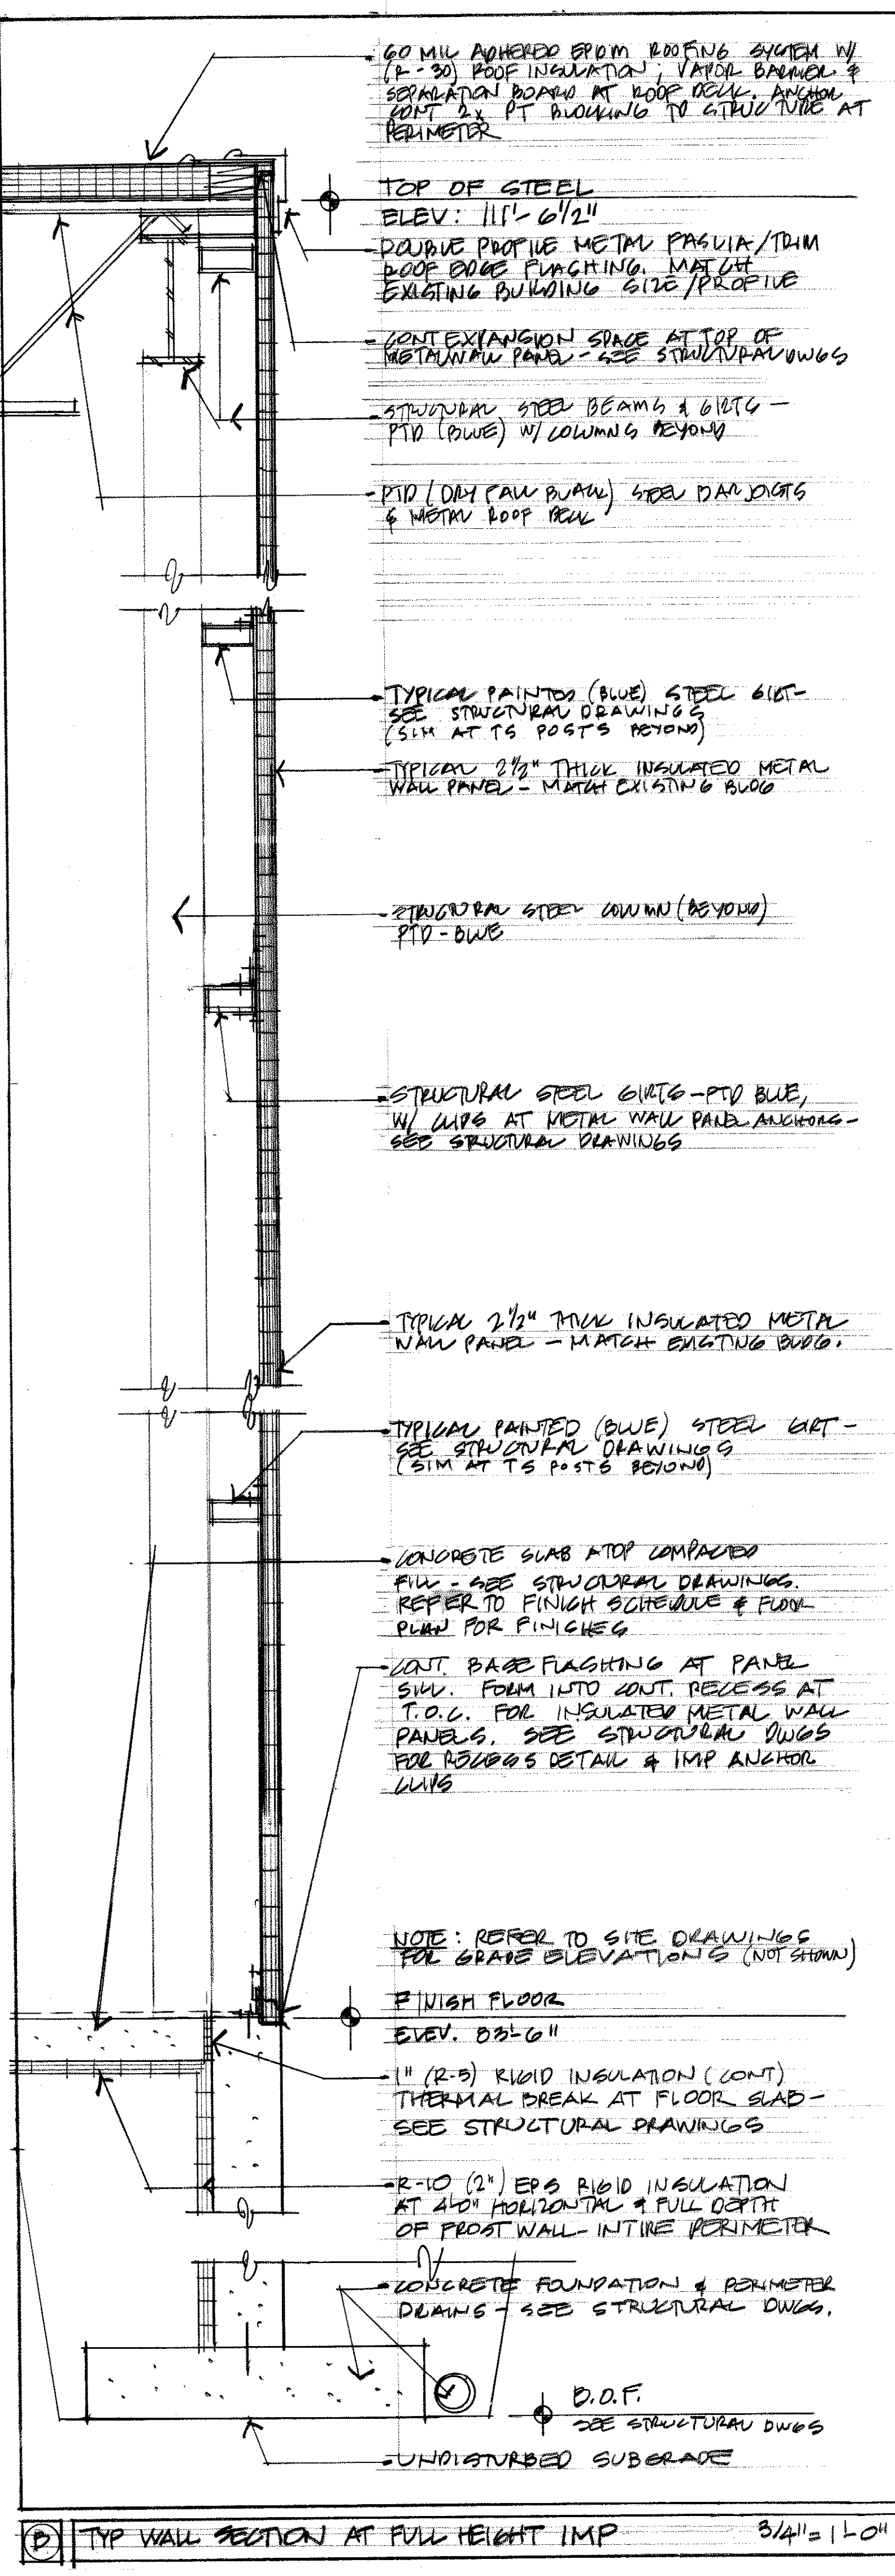 60 MIL ADHERED EPDM ROOFING SYSTEM W/
(R-30) ROOF INSULATION, VAPOR BARRIER &
SEPARATION BOARD AT ROOF DECK. ANCHOR
CONT 2x PT BLOCKING TO STRUCTURE AT
PERIMETER
TOP OF STEEL
ELEV: 111'-6 1/2"
DOUBLE PROFILE METAL FASCIA/TRIM
ROOF EDGE FLASHING. MATCH
EXISTING BUILDING SIZE/PROFILE
CONT EXPANSION SPACE AT TOP OF
METAL WALL PANEL - SEE STRUCTURAL DWGS
STRUCTURAL STEEL BEAMS & GIRTS -
PTD (BLUE) W/ COLUMNS BEYOND
PTD (DRY FALL BLACK) STEEL BAR JOISTS
& METAL ROOF DECK
TYPICAL PAINTED (BLUE) STEEL GIRT-
SEE STRUCTURAL DRAWINGS
(SIM AT TS POSTS BEYOND)
TYPICAL 2 1/2" THICK INSULATED METAL
WALL PANEL - MATCH EXISTING BLDG
STRUCTURAL STEEL COLUMN (BEYOND)
PTD - BLUE
STRUCTURAL STEEL GIRTS - PTD BLUE,
W/ CLIPS AT METAL WALL PANEL ANCHORS -
SEE STRUCTURAL DRAWINGS
TYPICAL 2 1/2" THICK INSULATED METAL
WALL PANEL - MATCH EXISTING BLDG.
TYPICAL PAINTED (BLUE) STEEL GIRT -
SEE STRUCTURAL DRAWINGS
(SIM AT TS POSTS BEYOND)
CONCRETE SLAB ATOP COMPACTED
FILL - SEE STRUCTURAL DRAWINGS.
REFER TO FINISH SCHEDULE & FLOOR
PLAN FOR FINISHES
CONT. BASE FLASHING AT PANEL
SILL. FORM INTO CONT. RECESS AT
T.O.C. FOR INSULATED METAL WALL
PANELS. SEE STRUCTURAL DWGS
FOR RECESS DETAIL & IMP ANCHOR
CLIPS
NOTE: REFER TO SITE DRAWINGS
FOR GRADE ELEVATIONS (NOT SHOWN)
FINISH FLOOR
ELEV. 83'-6"
1" (R-5) RIGID INSULATION (CONT)
THERMAL BREAK AT FLOOR SLAB -
SEE STRUCTURAL DRAWINGS
R-10 (2") EPS RIGID INSULATION
AT 4'-0" HORIZONTAL & FULL DEPTH
OF FROST WALL - INTIRE PERIMETER
CONCRETE FOUNDATION & PERIMETER
DRAINS - SEE STRUCTURAL DWGS.
B.O.F.
SEE STRUCTURAL DWGS
UNDISTURBED SUBGRADE
B TYP WALL SECTION AT FULL HEIGHT IMP 3/4" = 1'-0"